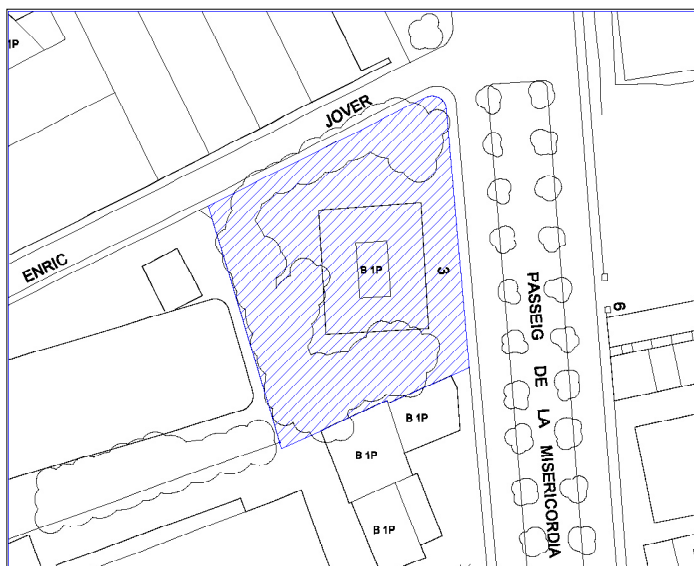 1P
JOVER
ENRIC
B 1P
3
PASSEIG DE LA MISERICORDIA
6
B 1P
B 1P
B 1P